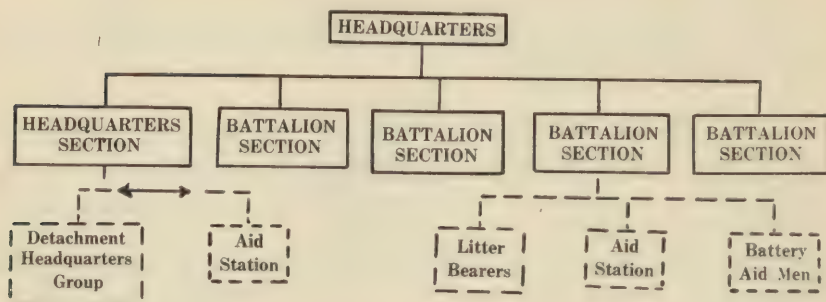 HEADQUARTERS
HEADQUARTERS
SECTION
BATTALION
SECTION
BATTALION
SECTION
BATTALION
SECTION
BATTALION
SECTION
Detachment
Headquarters
Group
Aid
Station
Litter
Bearers
Aid
Station
Battery
Aid Men